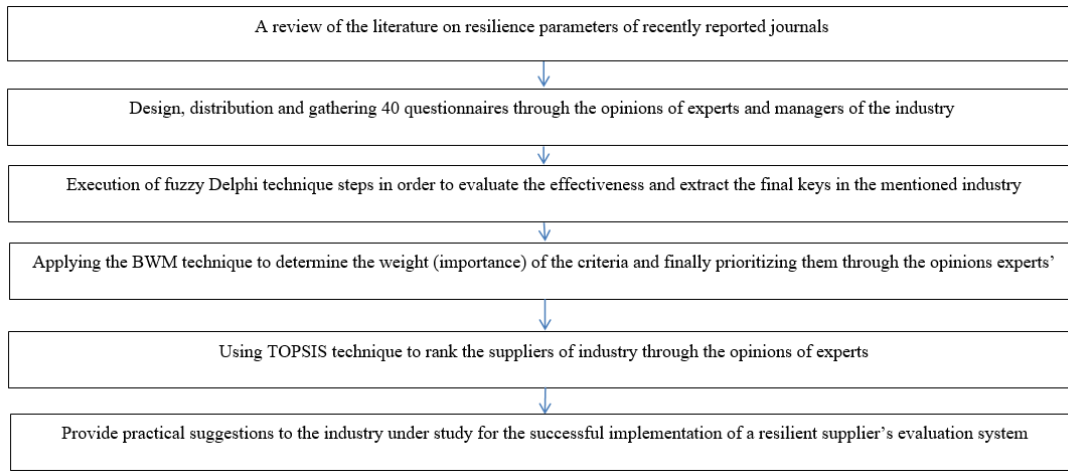 A review of the literature on resilience parameters of recently reported journals
Design, distribution and gathering 40 questionnaires through the opinions of experts and managers of the industry
Execution of fuzzy Delphi technique steps in order to evaluate the effectiveness and extract the final keys in the mentioned industry
Applying the BWM technique to determine the weight (importance) of the criteria and finally prioritizing them through the opinions experts’
Using TOPSIS technique to rank the suppliers of industry through the opinions of experts
Provide practical suggestions to the industry under study for the successful implementation of a resilient supplier’s evaluation system